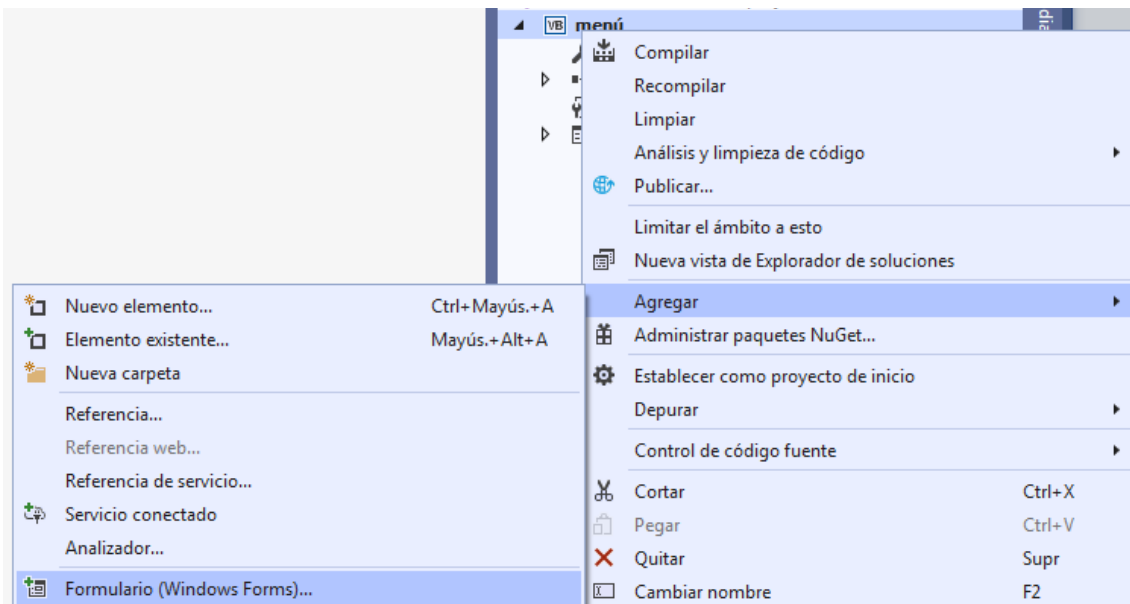 VB menú
Compilar
Recompilar
Limpiar
Análisis y limpieza de código
Publicar...
Limitar el ámbito a esto
Nueva vista de Explorador de soluciones
Agregar
Administrar paquetes NuGet...
Establecer como proyecto de inicio
Depurar
Control de código fuente
Cortar Ctrl+X
Pegar Ctrl+V
Quitar Supr
Cambiar nombre F2
Nuevo elemento... Ctrl+Mayús.+A
Elemento existente... Mayús.+Alt+A
Nueva carpeta
Referencia...
Referencia web...
Referencia de servicio...
Servicio conectado
Analizador...
Formulario (Windows Forms)...